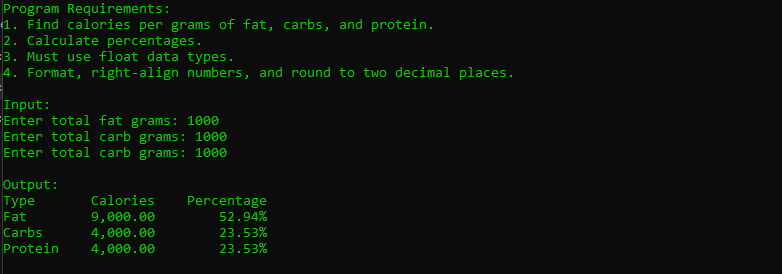 Program Requirements:
1. Find calories per grams of fat, carbs, and protein.
2. Calculate percentages.
3. Must use float data types.
4. Format, right-align numbers, and round to two decimal places.
Input:
Enter total fat grams: 1000
Enter total carb grams: 1000
Enter total carb grams: 1000
Output:
Type Calories Percentage
Fat 9,000.00 52.94%
Carbs 4,000.00 23.53%
Protein 4,000.00 23.53%